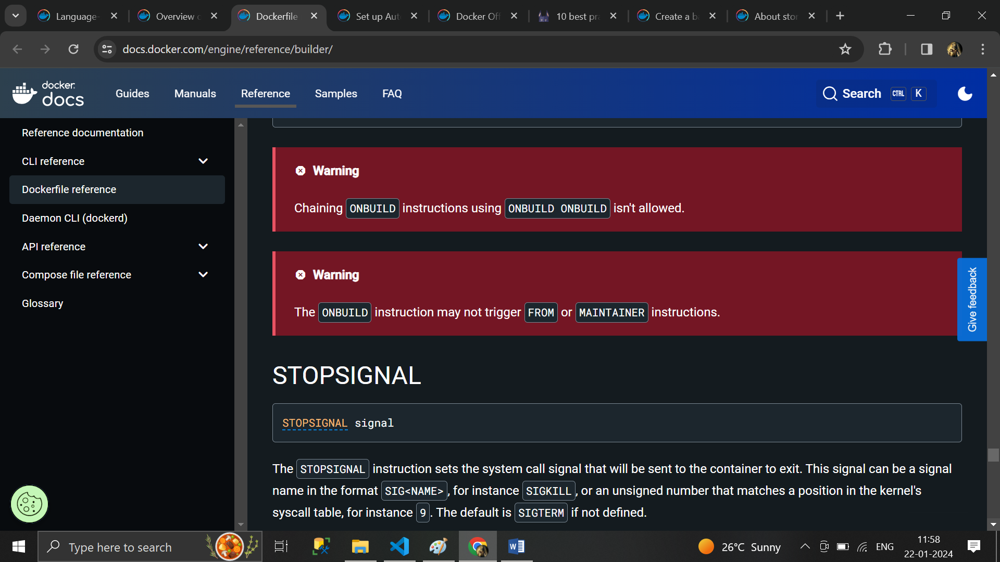 Language-
Overview c
Dockerfile
Set up Aut
Docker Off
10 best pra
Create a ba
About stor
docs.docker.com/engine/reference/builder/
docker
docs
Guides
Manuals
Reference
Samples
FAQ
Search
CTRL
K
Reference documentation
CLI reference
Dockerfile reference
Daemon CLI (dockerd)
API reference
Compose file reference
Glossary
Warning
Chaining ONBUILD instructions using ONBUILD ONBUILD isn't allowed.
Warning
The ONBUILD instruction may not trigger FROM or MAINTAINER instructions.
STOPSIGNAL
STOPSIGNAL signal
The STOPSIGNAL instruction sets the system call signal that will be sent to the container to exit. This signal can be a signal
name in the format SIG<NAME>, for instance SIGKILL, or an unsigned number that matches a position in the kernel's
syscall table, for instance 9. The default is SIGTERM if not defined.
Give feedback
Type here to search
26°C Sunny
ENG
11:58
22-01-2024